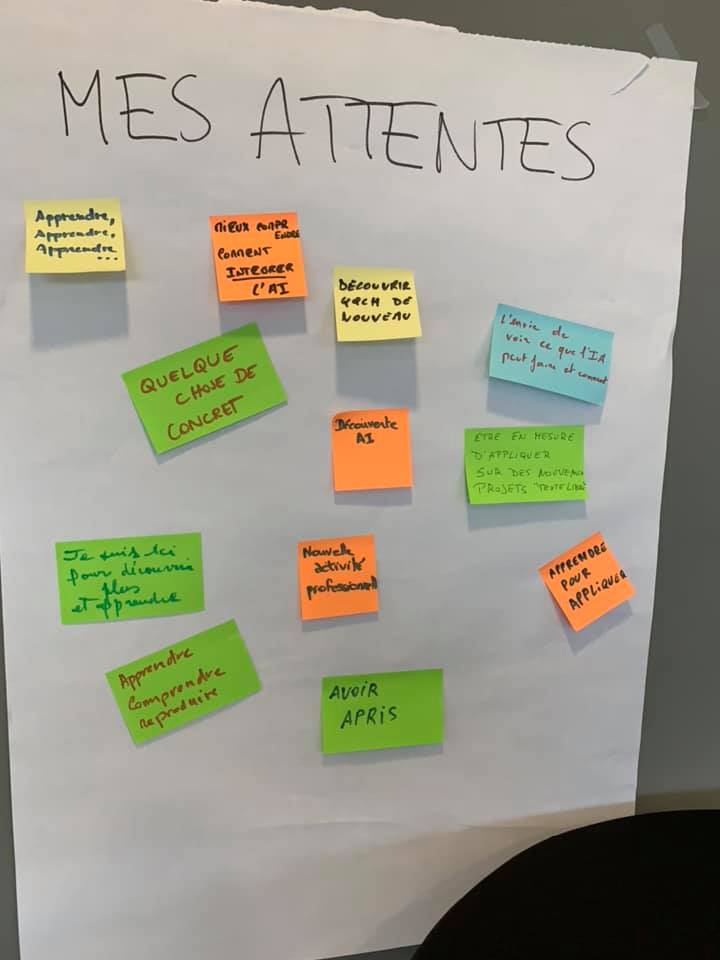 MES ATTENTES
Apprendre,
Apprendre,
Apprendre
...
MIEUX COMPR
ENDRE
COMMENT
INTEGRER
L'AI
DÉCOUVRIR
QQCH DE
NOUVEAU
L'envie de
voir ce que l'IA
peut faire et comment
QUELQUE
CHOSE DE
CONCRET
Découverte
AI
ETRE EN MESURE
D'APPLIQUER
SUR DES NOUVEAUX
PROJETS "TEXTE LIBRE"
Je suis ici
pour découvrir
plus
et apprendre
Nouvelle
activité
professionnelle
APPRENDRE
POUR
APPLIQUER
Apprendre
Comprendre
reproduire
AVOIR
APRIS